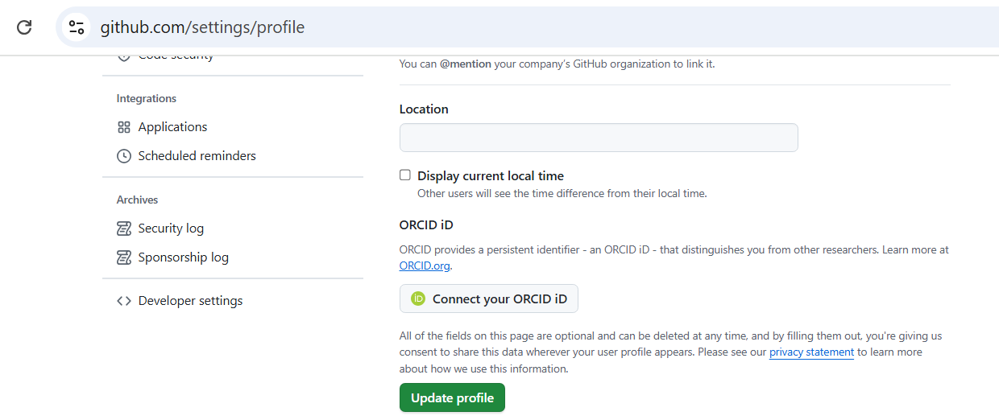 github.com/settings/profile
Code security
You can @mention your company's GitHub organization to link it.
Integrations
Applications
Scheduled reminders
Archives
Security log
Sponsorship log
Developer settings
Location
Display current local time
Other users will see the time difference from their local time.
ORCID iD
ORCID provides a persistent identifier - an ORCID iD - that distinguishes you from other researchers. Learn more at
ORCID.org.
iD Connect your ORCID iD
All of the fields on this page are optional and can be deleted at any time, and by filling them out, you're giving us
consent to share this data wherever your user profile appears. Please see our privacy statement to learn more
about how we use this information.
Update profile